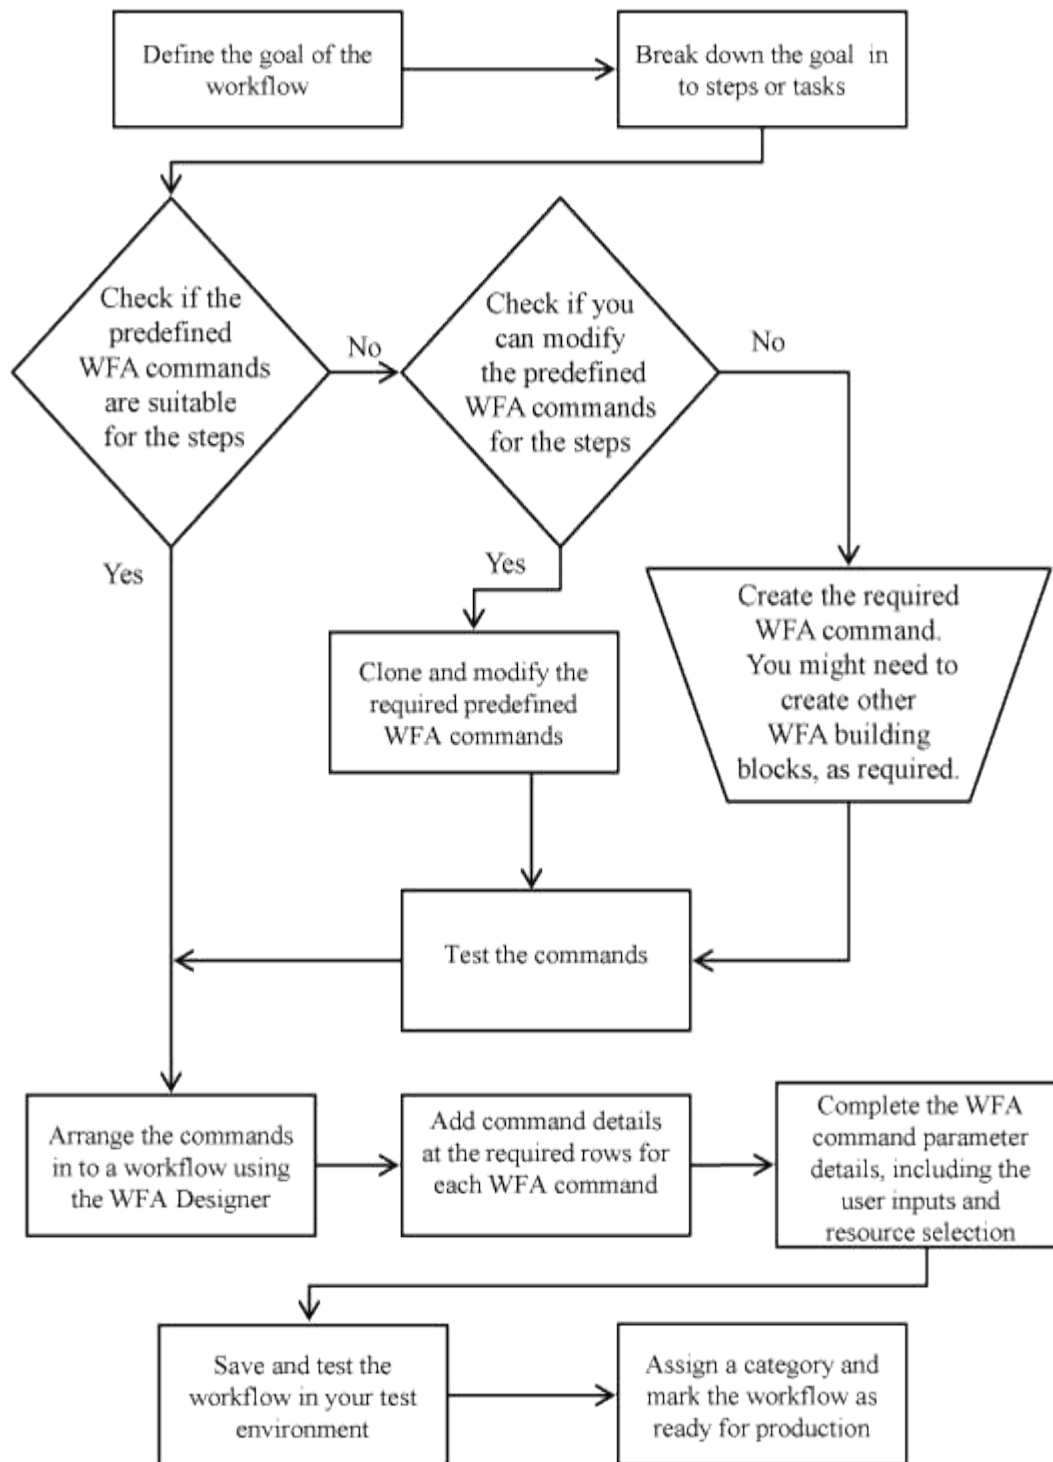 Define the goal of the
workflow
Break down the goal in
to steps or tasks
Check if the
predefined
WFA commands
are suitable
for the steps
No
Check if you
can modify
the predefined
WFA commands
for the steps
No
Yes
Yes
Clone and modify the
required predefined
WFA commands
Create the required
WFA command.
You might need to
create other
WFA building
blocks, as required.
Test the commands
Arrange the commands
in to a workflow using
the WFA Designer
Add command details
at the required rows for
each WFA command
Complete the WFA
command parameter
details, including the
user inputs and
resource selection
Save and test the
workflow in your test
environment
Assign a category and
mark the workflow as
ready for production